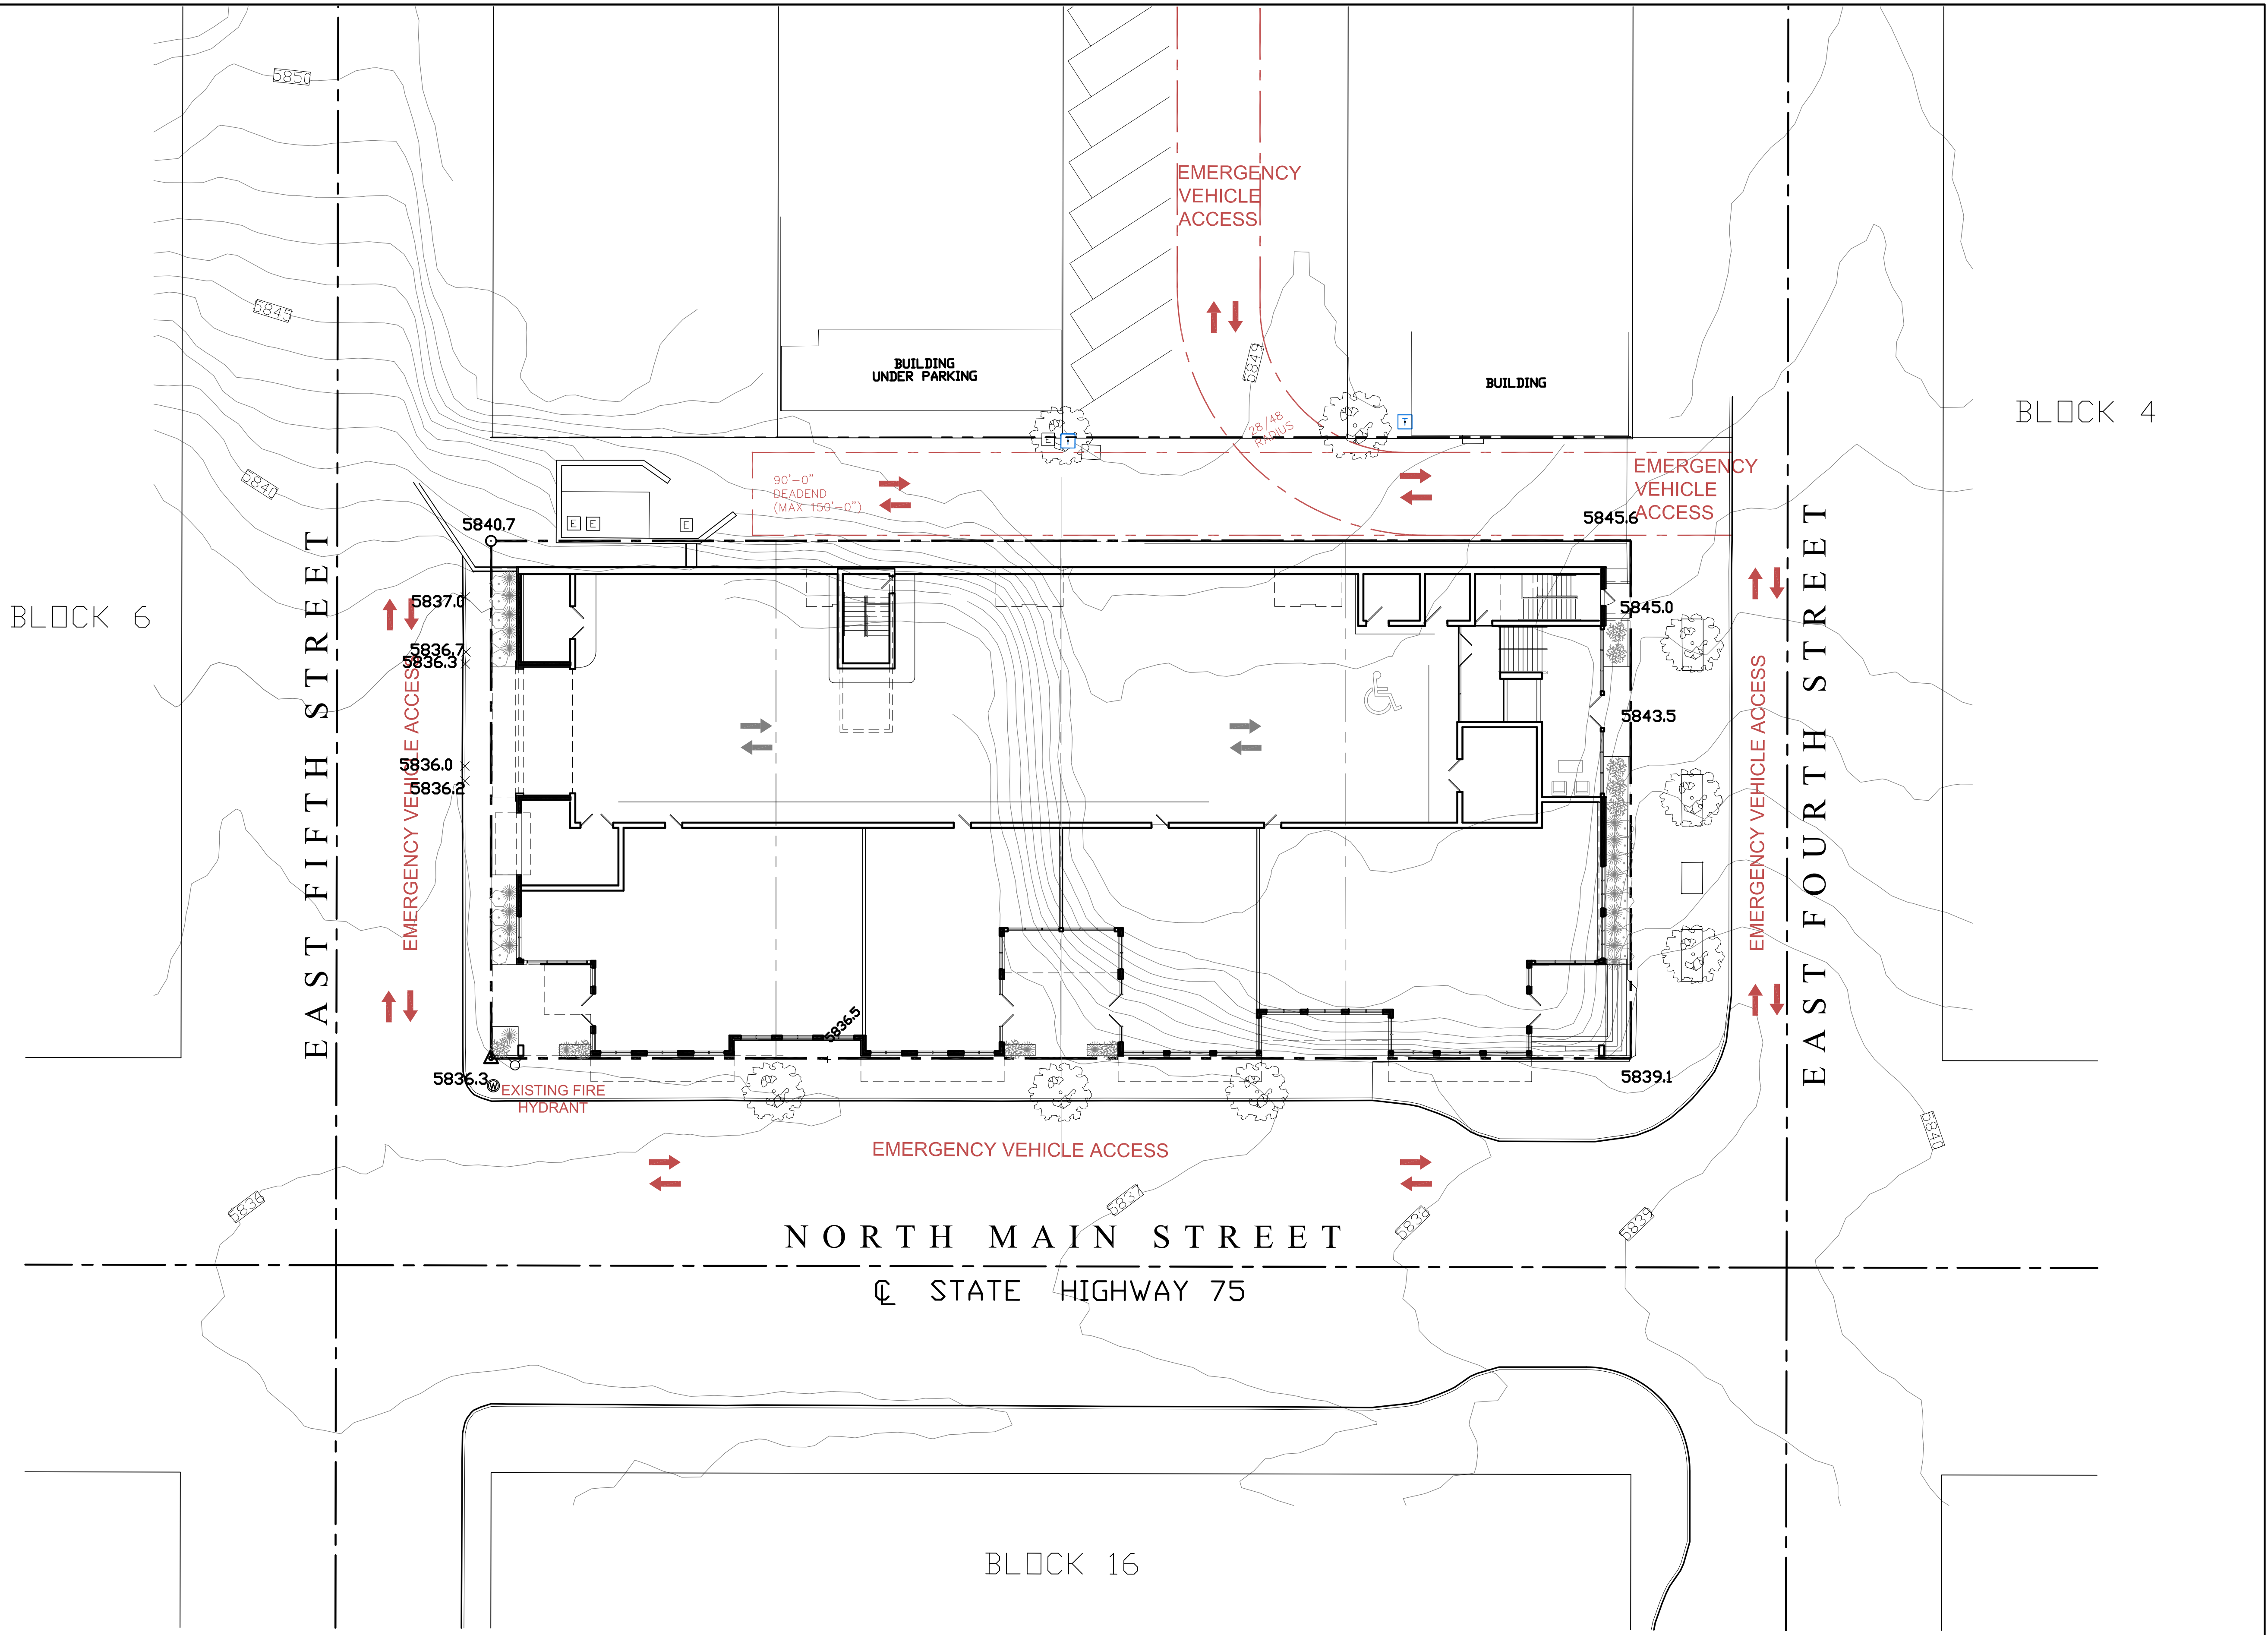 5850
EMERGENCY
VEHICLE
ACCESS
5845
5849
BUILDING
UNDER PARKING
BUILDING
BLOCK 4
28/48
RADIUS
E
T
T
EMERGENCY
VEHICLE
ACCESS
90'-0"
DEADEND
(MAX 150'-0")
5840
E
E
E
5840.7
5845.6
BLOCK 6
EAST FIFTH STREET
EMERGENCY VEHICLE ACCESS
5837.0
5836.7
5836.3
5836.0
5836.2
5845.0
5843.5
EMERGENCY VEHICLE ACCESS
EAST FOURTH STREET
5836.5
5836.3
W
EXISTING FIRE
HYDRANT
5839.1
EMERGENCY VEHICLE ACCESS
5840
5836
5837
5838
5839
NORTH MAIN STREET
℄ STATE HIGHWAY 75
BLOCK 16